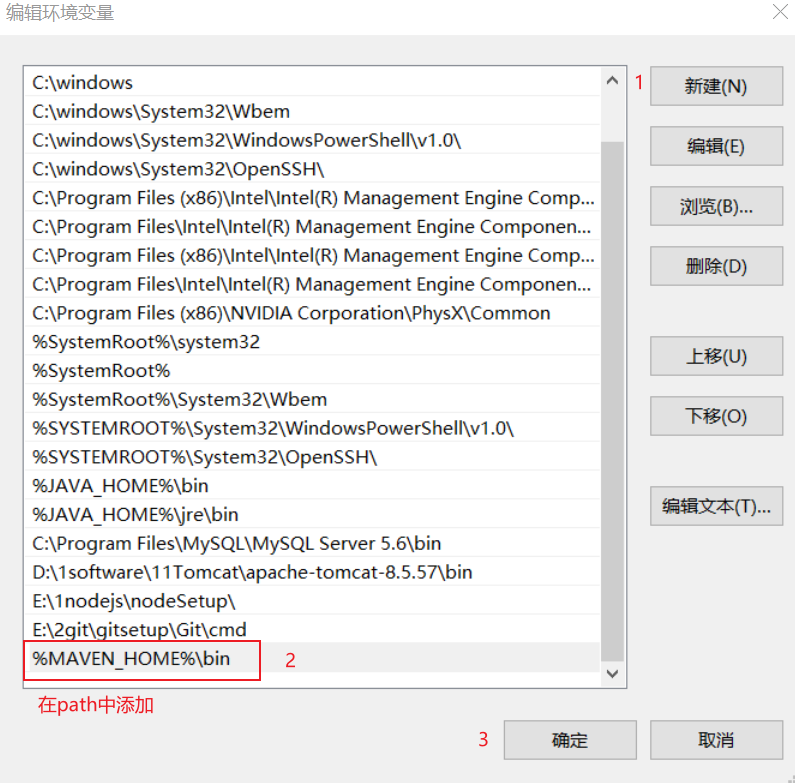 编辑环境变量
C:\windows
C:\windows\System32\Wbem
C:\windows\System32\WindowsPowerShell\v1.0\
C:\windows\System32\OpenSSH\
C:\Program Files (x86)\Intel\Intel(R) Management Engine Comp...
C:\Program Files\Intel\Intel(R) Management Engine Componen...
C:\Program Files (x86)\Intel\Intel(R) Management Engine Comp...
C:\Program Files\Intel\Intel(R) Management Engine Componen...
C:\Program Files (x86)\NVIDIA Corporation\PhysX\Common
%SystemRoot%\system32
%SystemRoot%
%SystemRoot%\System32\Wbem
%SYSTEMROOT%\System32\WindowsPowerShell\v1.0\
%SYSTEMROOT%\System32\OpenSSH\
%JAVA_HOME%\bin
%JAVA_HOME%\jre\bin
C:\Program Files\MySQL\MySQL Server 5.6\bin
D:\1software\11Tomcat\apache-tomcat-8.5.57\bin
E:\1nodejs\nodeSetup\
E:\2git\gitsetup\Git\cmd
%MAVEN_HOME%\bin
2
在path中添加
1
新建(N)
编辑(E)
浏览(B)...
删除(D)
上移(U)
下移(O)
编辑文本(T)...
3
确定
取消